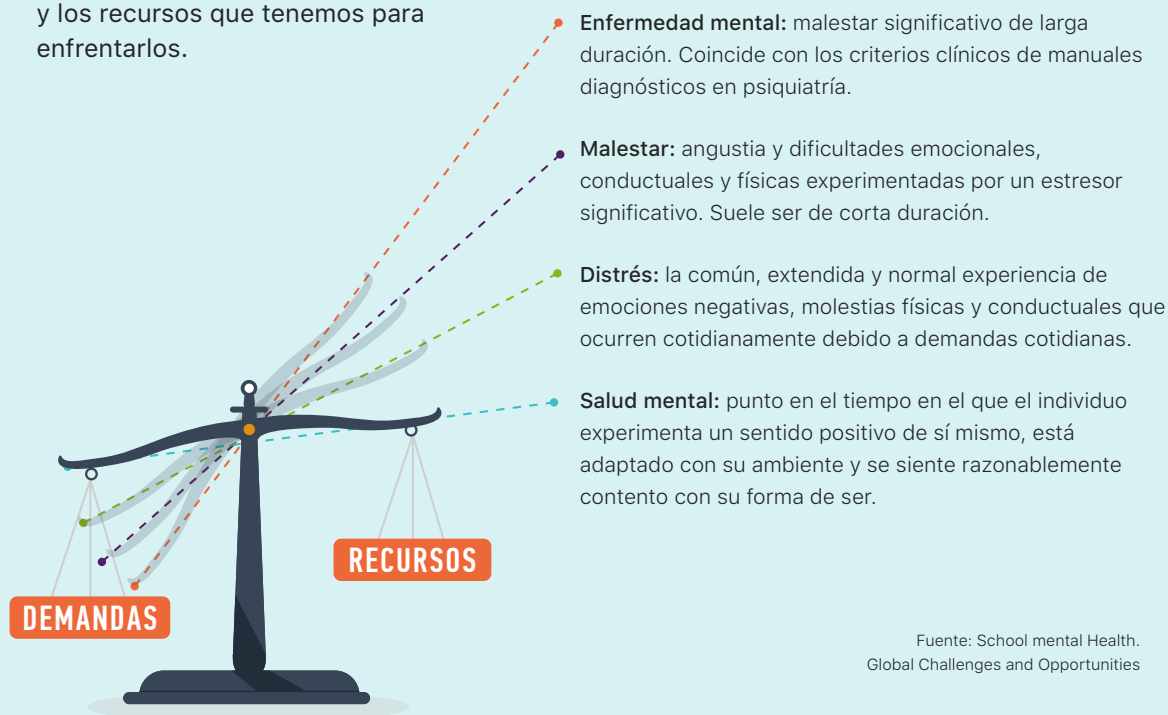 y los recursos que tenemos para
enfrentarlos.
Enfermedad mental: malestar significativo de larga
duración. Coincide con los criterios clínicos de manuales
diagnósticos en psiquiatría.
Malestar: angustia y dificultades emocionales,
conductuales y físicas experimentadas por un estresor
significativo. Suele ser de corta duración.
Distrés: la común, extendida y normal experiencia de
emociones negativas, molestias físicas y conductuales que
ocurren cotidianamente debido a demandas cotidianas.
Salud mental: punto en el tiempo en el que el individuo
experimenta un sentido positivo de sí mismo, está
adaptado con su ambiente y se siente razonablemente
contento con su forma de ser.
RECURSOS
DEMANDAS
Fuente: School mental Health.
Global Challenges and Opportunities